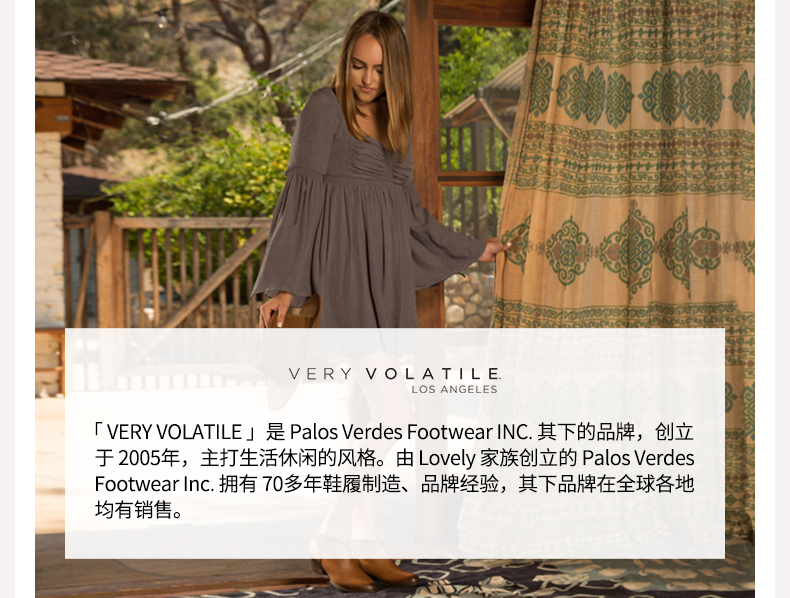 VERY VOLATILE.
LOS ANGELES
「 VERY VOLATILE 」是 Palos Verdes Footwear INC. 其下的品牌，创立
于 2005年，主打生活休闲的风格。由 Lovely 家族创立的 Palos Verdes
Footwear Inc. 拥有 70多年鞋履制造、品牌经验，其下品牌在全球各地
均有销售。